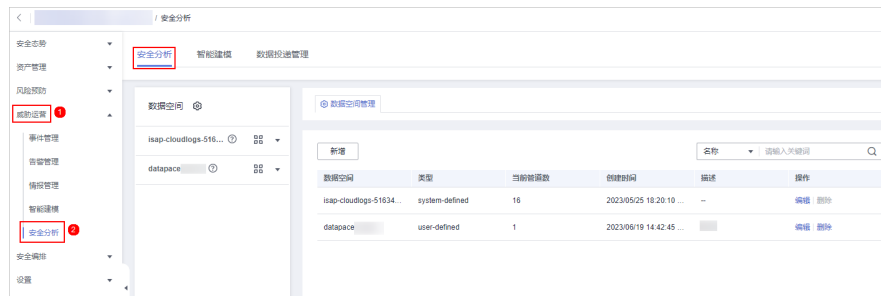 / 安全分析
安全态势
资产管理
风险预防
威胁运营 1
事件管理
告警管理
情报管理
智能建模
安全分析 2
安全编排
设置
安全分析 智能建模 数据投递管理
数据空间
isap-cloudlogs-516...
datapace
数据空间管理
新增
名称 请输入关键词
数据空间 类型 当前管道数 创建时间 描述 操作
isap-cloudlogs-51634... system-defined 16 2023/05/25 18:20:10 ... -- 编辑 删除
datapace user-defined 1 2023/06/19 14:42:45 ... 编辑 删除